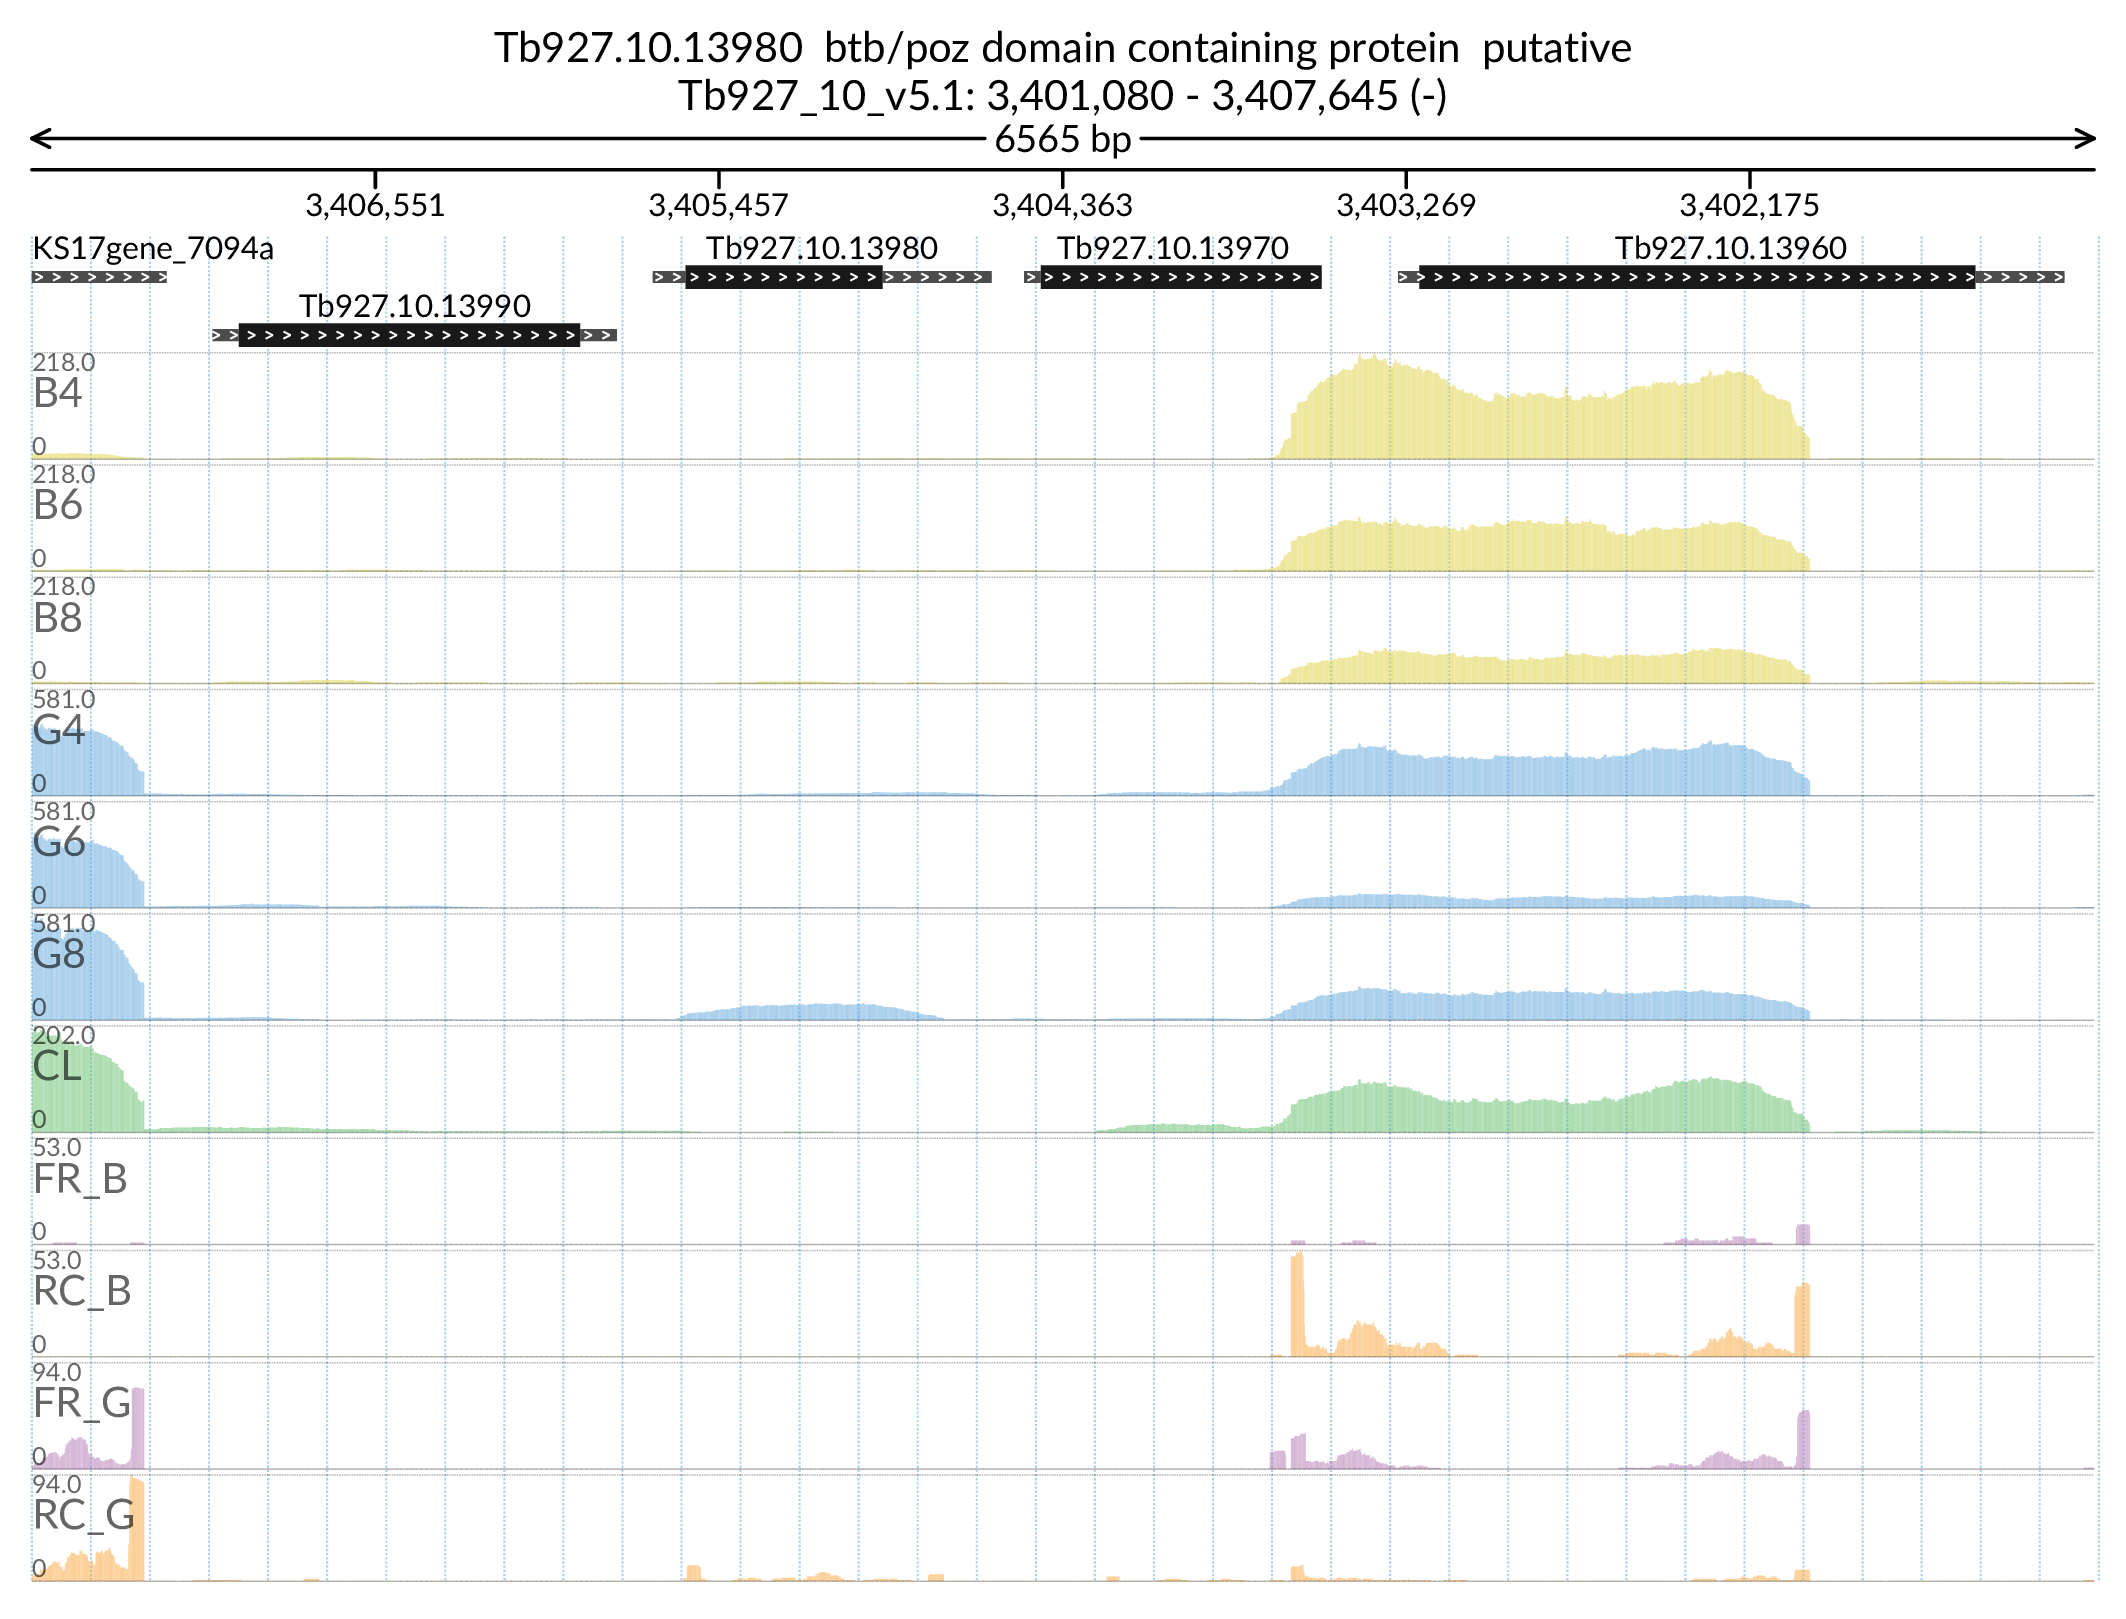 Tb927.10.13980  btb/poz domain containing protein  putative
Tb927_10_v5.1: 3,401,080 - 3,407,645 (-)
6565 bp
3,406,551 3,405,457 3,404,363 3,403,269 3,402,175
KS17gene_7094a Tb927.10.13980 Tb927.10.13970 Tb927.10.13960
Tb927.10.13990
218.0
B4
0
218.0
B6
0
218.0
B8
0
581.0
G4
0
581.0
G6
0
581.0
G8
0
202.0
CL
0
53.0
FR_B
0
53.0
RC_B
0
94.0
FR_G
0
94.0
RC_G
0